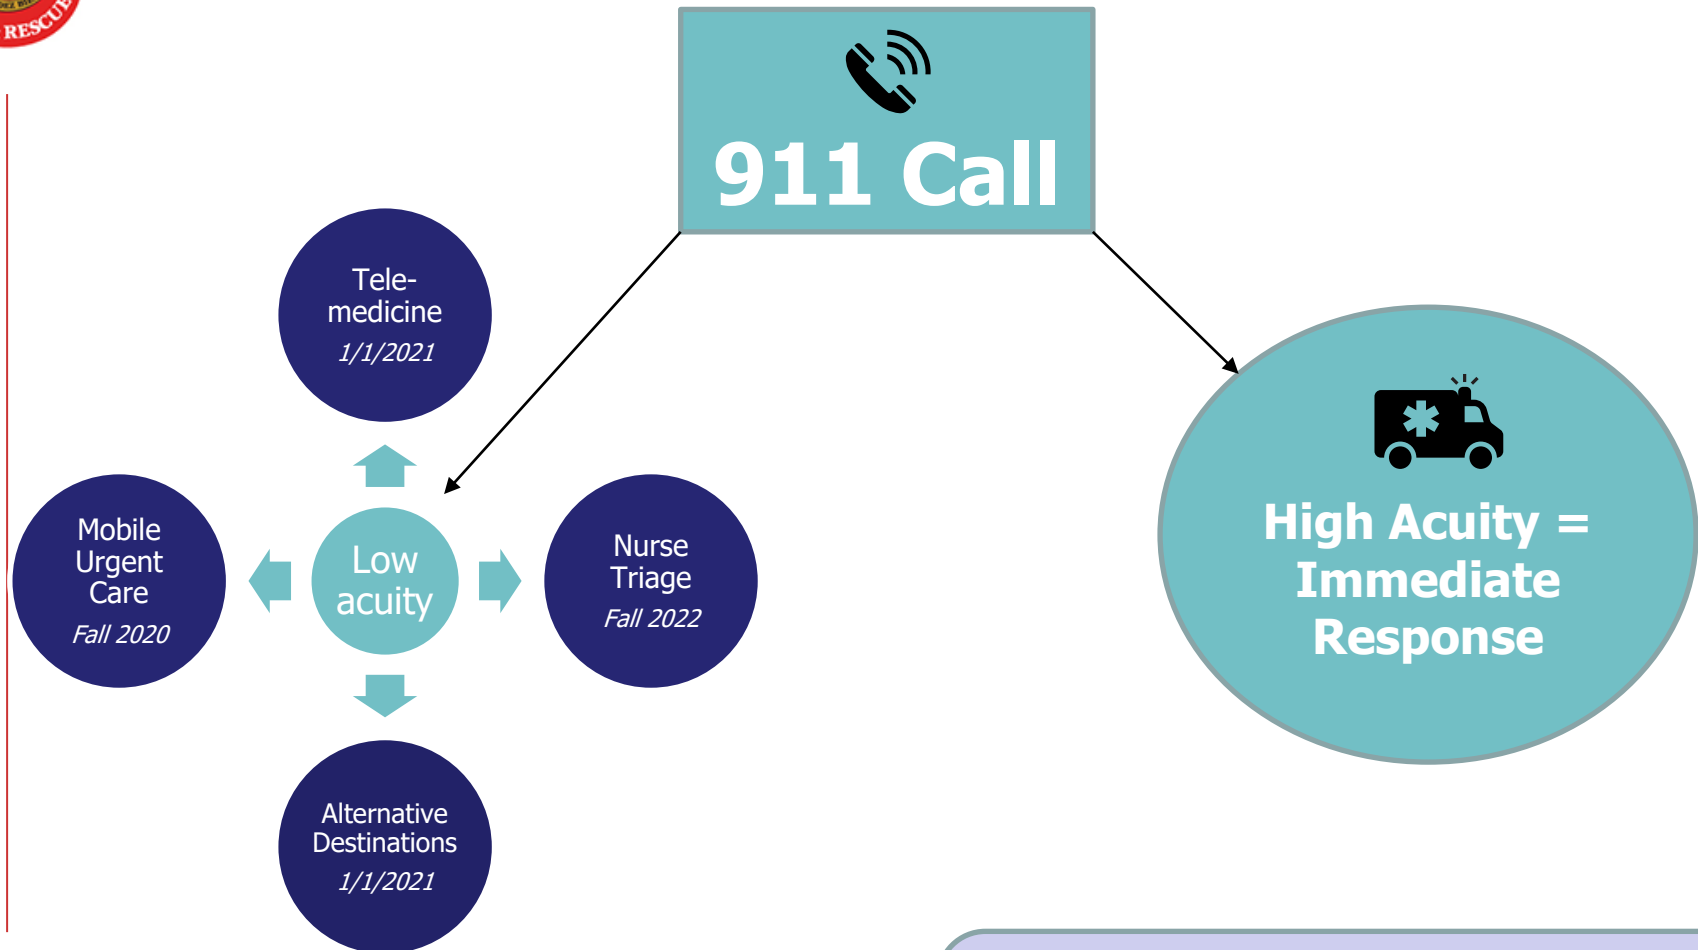 RESCUE
911 Call
Tele-
medicine
1/1/2021
Mobile
Urgent
Care
Fall 2020
Low
acuity
Nurse
Triage
Fall 2022
Alternative
Destinations
1/1/2021
High Acuity =
Immediate
Response